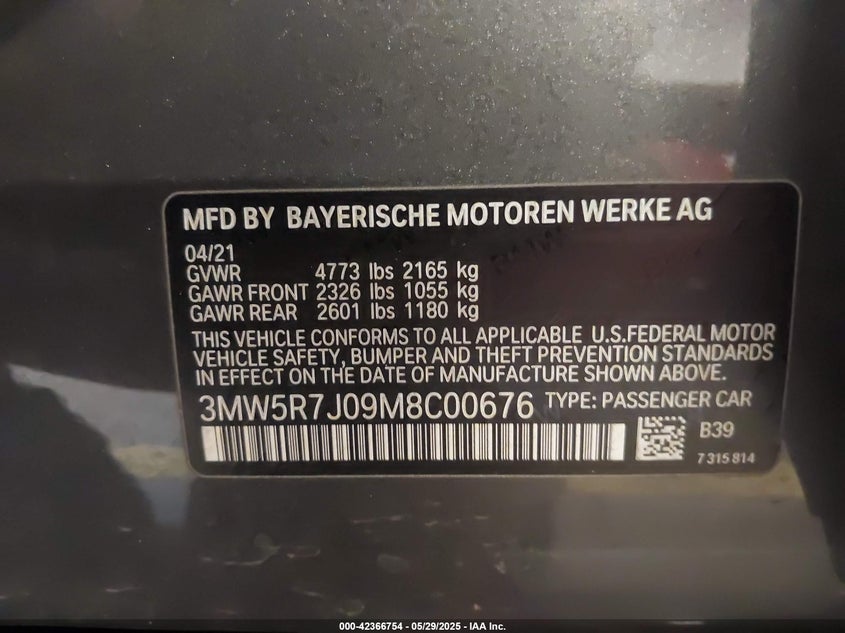 MFD BY BAYERISCHE MOTOREN WERKE AG
04/21
GVWR 4773 lbs 2165 kg
GAWR FRONT 2326 lbs 1055 kg
GAWR REAR 2601 lbs 1180 kg
THIS VEHICLE CONFORMS TO ALL APPLICABLE U.S.FEDERAL MOTOR
VEHICLE SAFETY, BUMPER AND THEFT PREVENTION STANDARDS
IN EFFECT ON THE DATE OF MANUFACTURE SHOWN ABOVE.
3MW5R7J09M8C00676 TYPE: PASSENGER CAR
B39
7315814
000-42366754 - 05/29/2025 - IAA Inc.